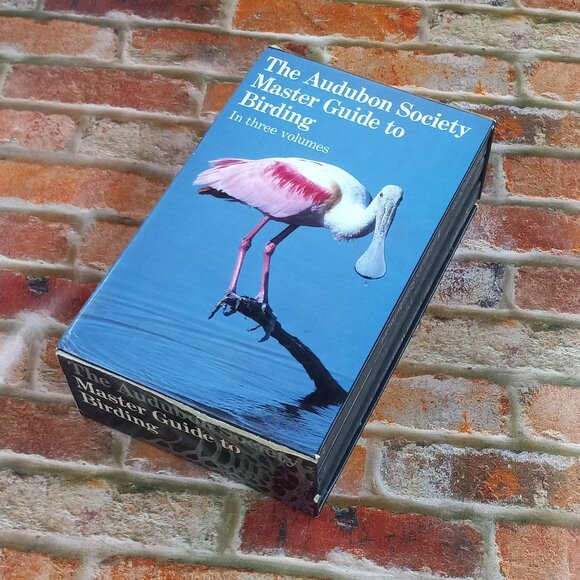 The Audubon Society
Master Guide to
Birding
In three volumes
The Audubon Society
Master Guide to
Birding